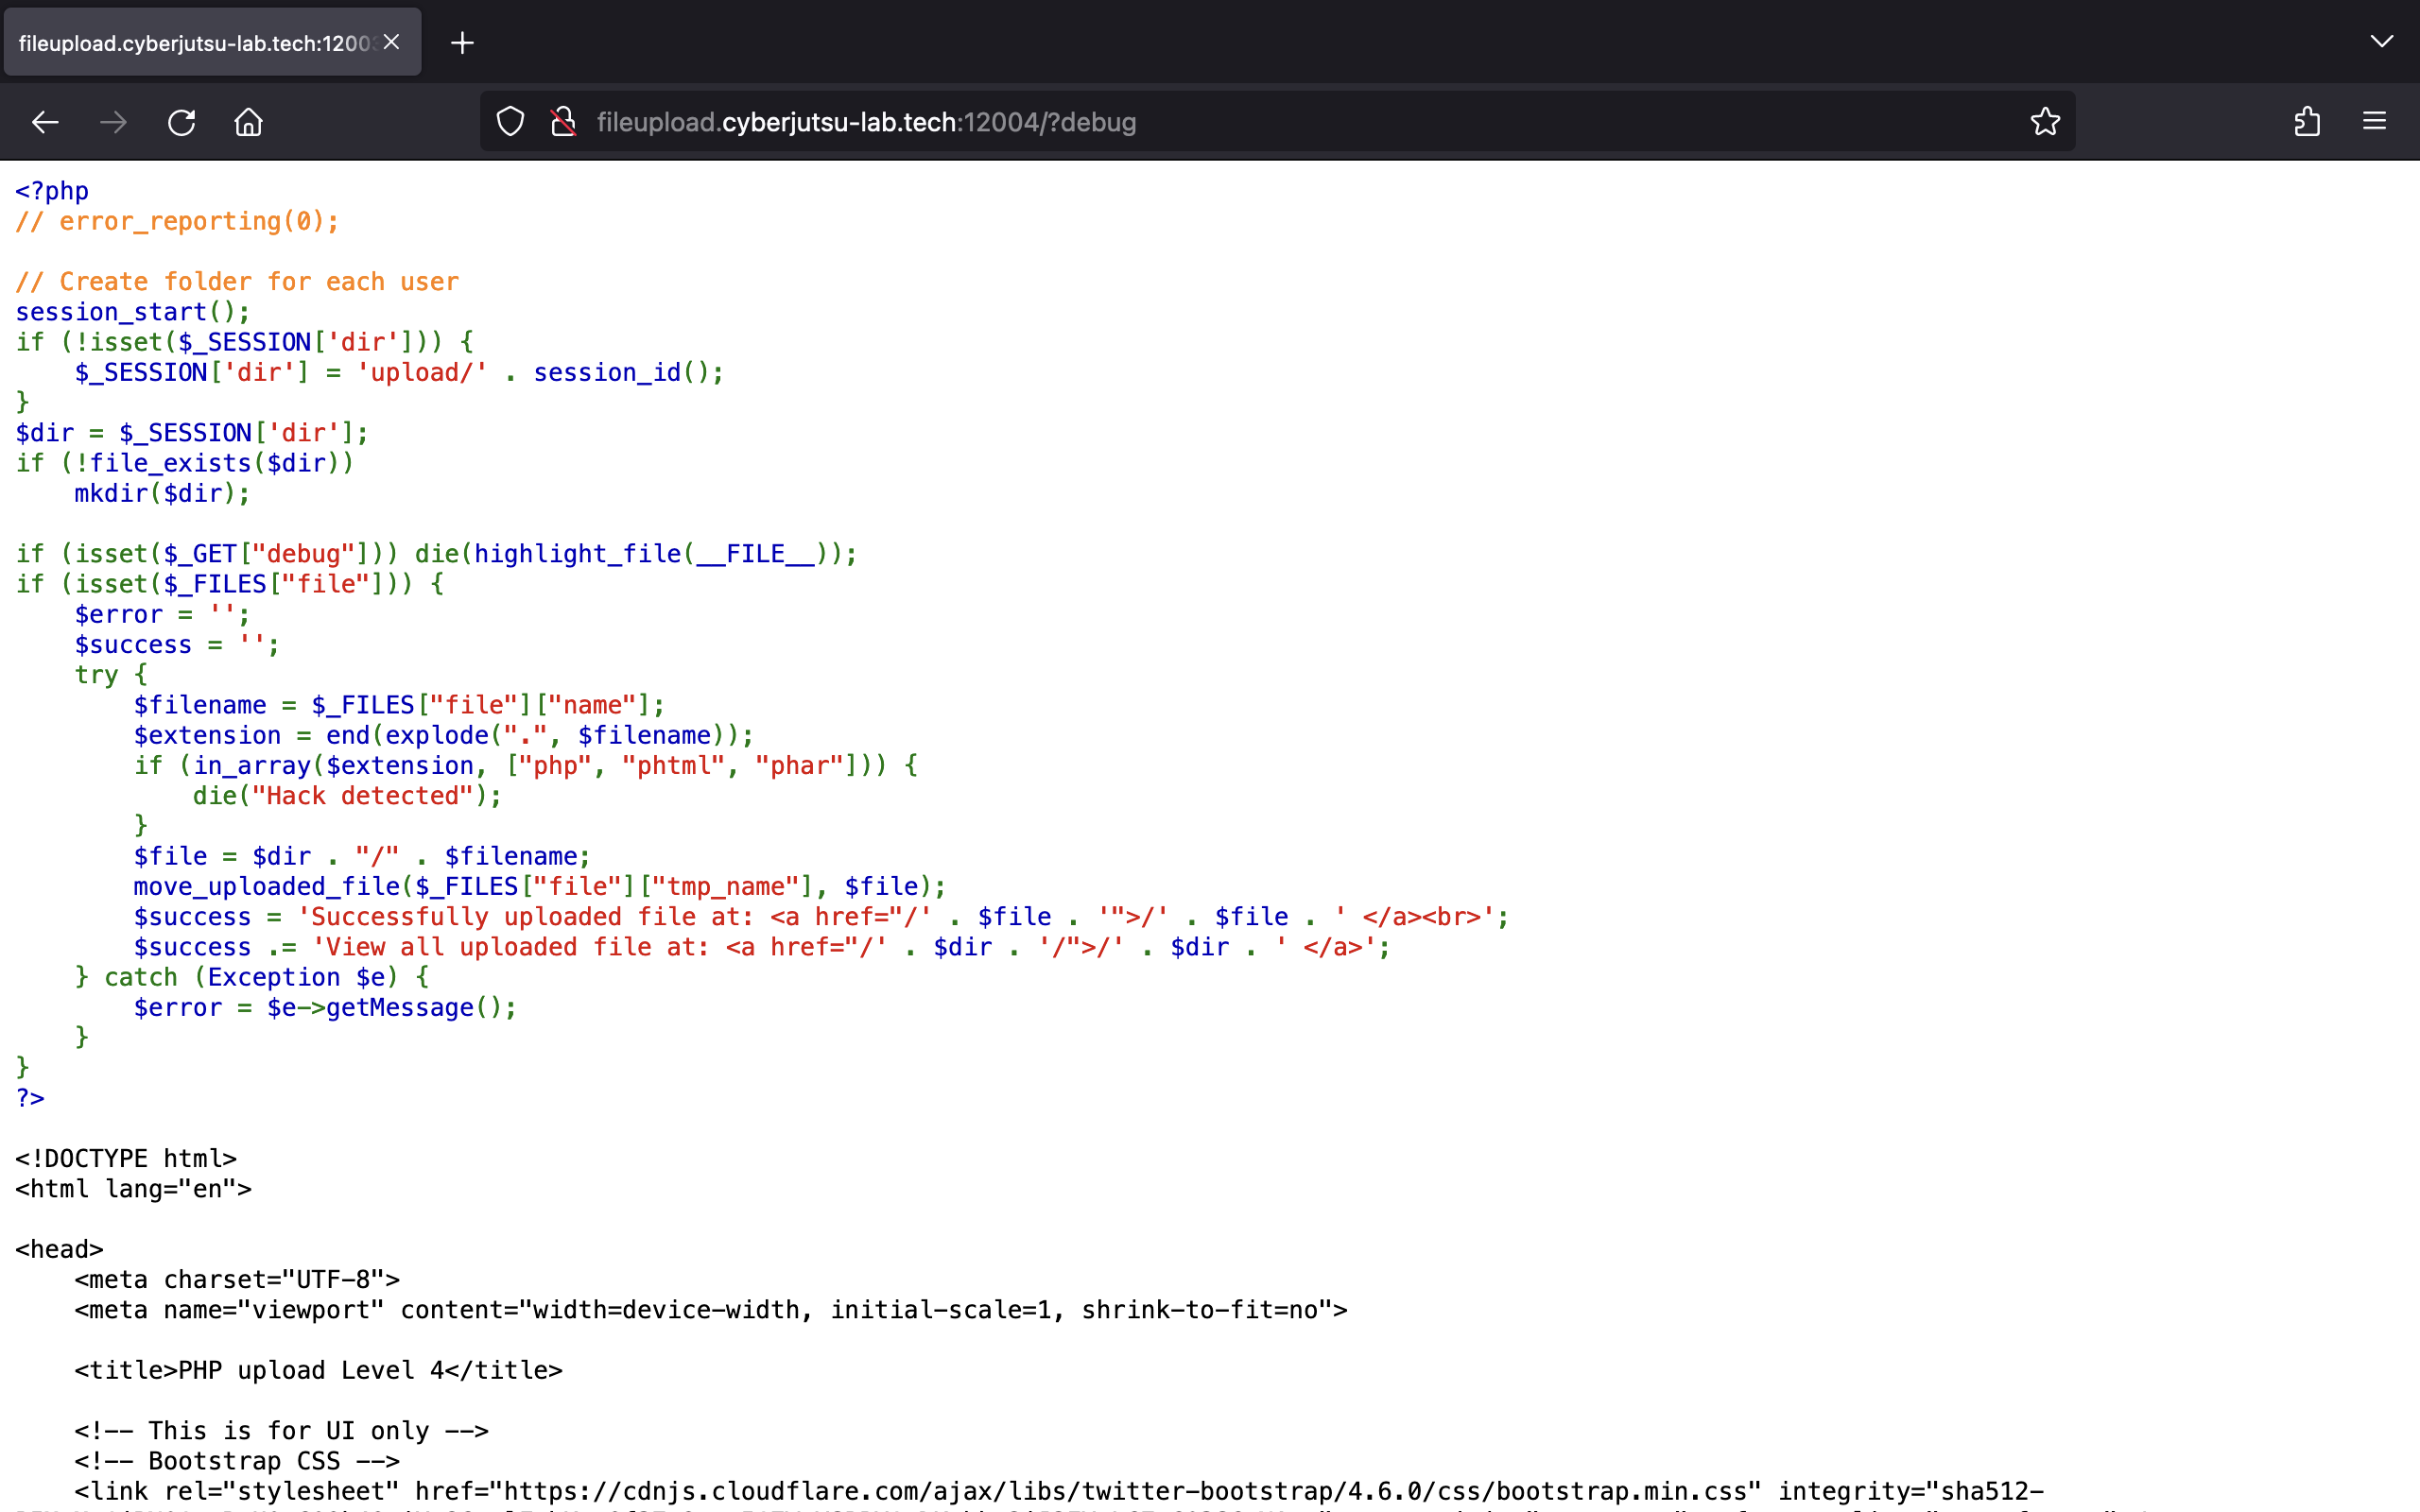 fileupload.cyberjutsu-lab.tech:12003
fileupload.cyberjutsu-lab.tech:12004/?debug
<?php
// error_reporting(0);
// Create folder for each user
session_start();
if (!isset($_SESSION['dir'])) {
    $_SESSION['dir'] = 'upload/' . session_id();
}
$dir = $_SESSION['dir'];
if (!file_exists($dir))
    mkdir($dir);
if (isset($_GET["debug"])) die(highlight_file(__FILE__));
if (isset($_FILES["file"])) {
    $error = '';
    $success = '';
    try {
        $filename = $_FILES["file"]["name"];
        $extension = end(explode(".", $filename));
        if (in_array($extension, ["php", "phtml", "phar"])) {
            die("Hack detected");
        }
        $file = $dir . "/" . $filename;
        move_uploaded_file($_FILES["file"]["tmp_name"], $file);
        $success = 'Successfully uploaded file at: <a href="/' . $file . '">/' . $file . ' </a><br>';
        $success .= 'View all uploaded file at: <a href="/' . $dir . '/">/' . $dir . ' </a>';
    } catch (Exception $e) {
        $error = $e->getMessage();
    }
}
?>
<!DOCTYPE html>
<html lang="en">
<head>
    <meta charset="UTF-8">
    <meta name="viewport" content="width=device-width, initial-scale=1, shrink-to-fit=no">
    <title>PHP upload Level 4</title>
    <!-- This is for UI only -->
    <!-- Bootstrap CSS -->
    <link rel="stylesheet" href="https://cdnjs.cloudflare.com/ajax/libs/twitter-bootstrap/4.6.0/css/bootstrap.min.css" integrity="sha512-